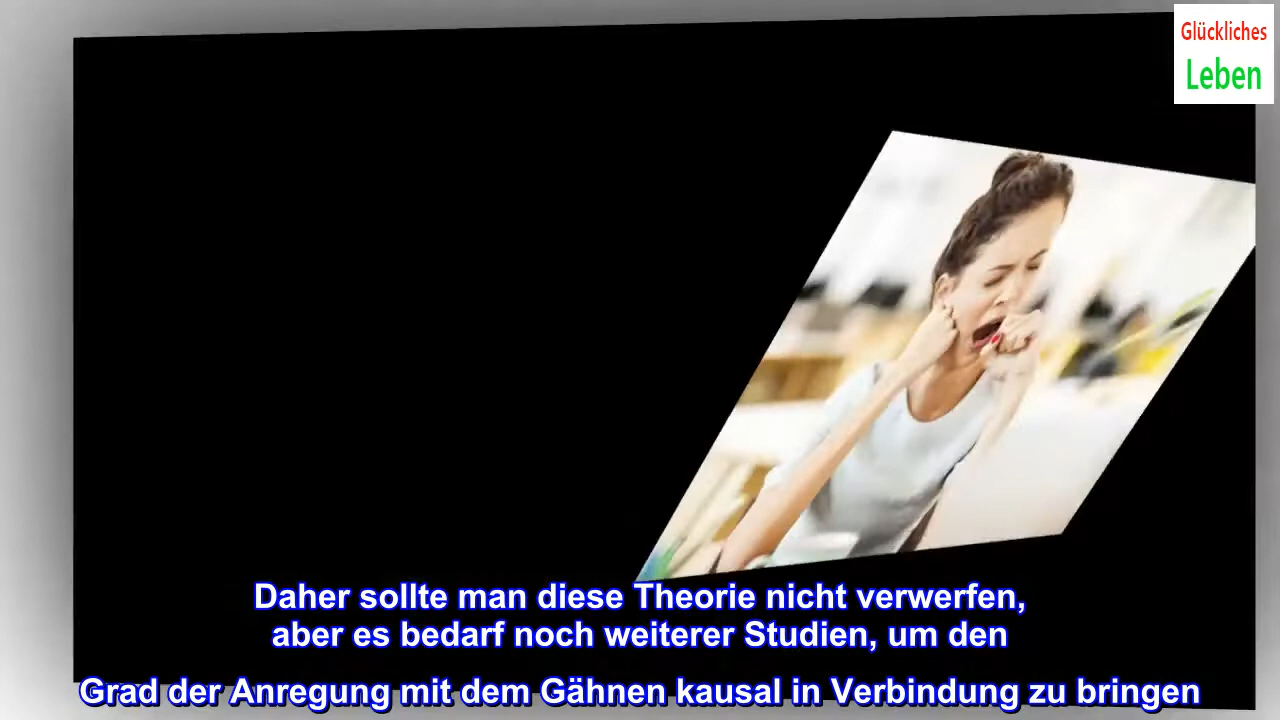 Glückliches
Leben
Daher sollte man diese Theorie nicht verwerfen,
aber es bedarf noch weiterer Studien, um den
Grad der Anregung mit dem Gähnen kausal in Verbindung zu bringen